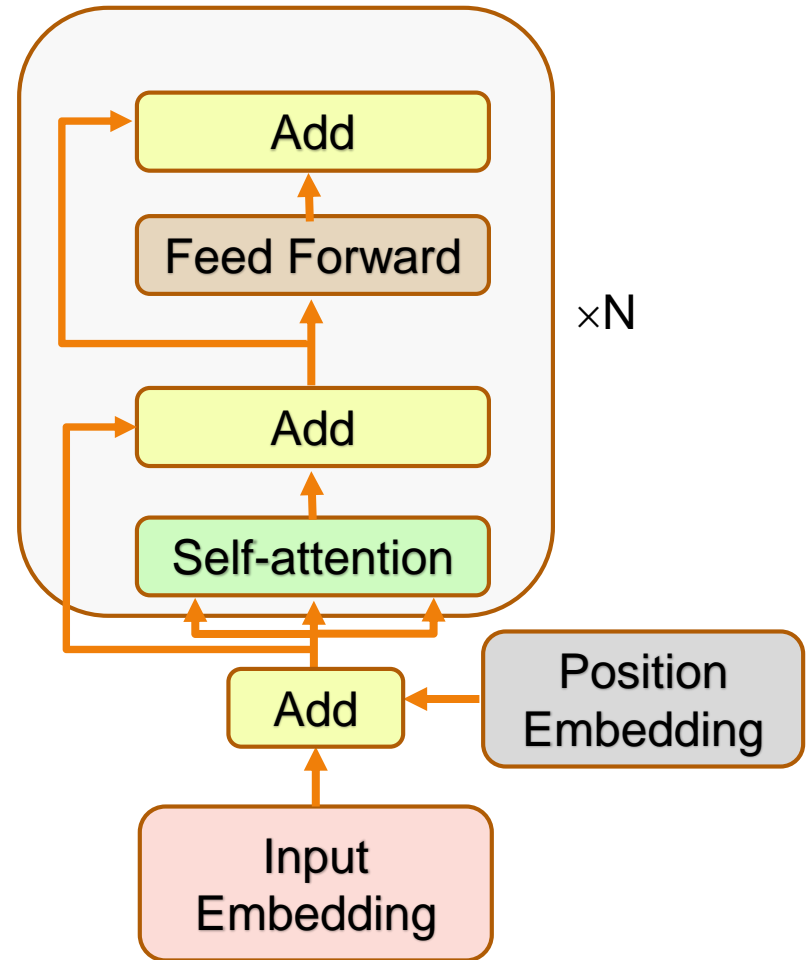 Add
Feed Forward
×N
Add
Self-attention
Add
Position
Embedding
Input
Embedding